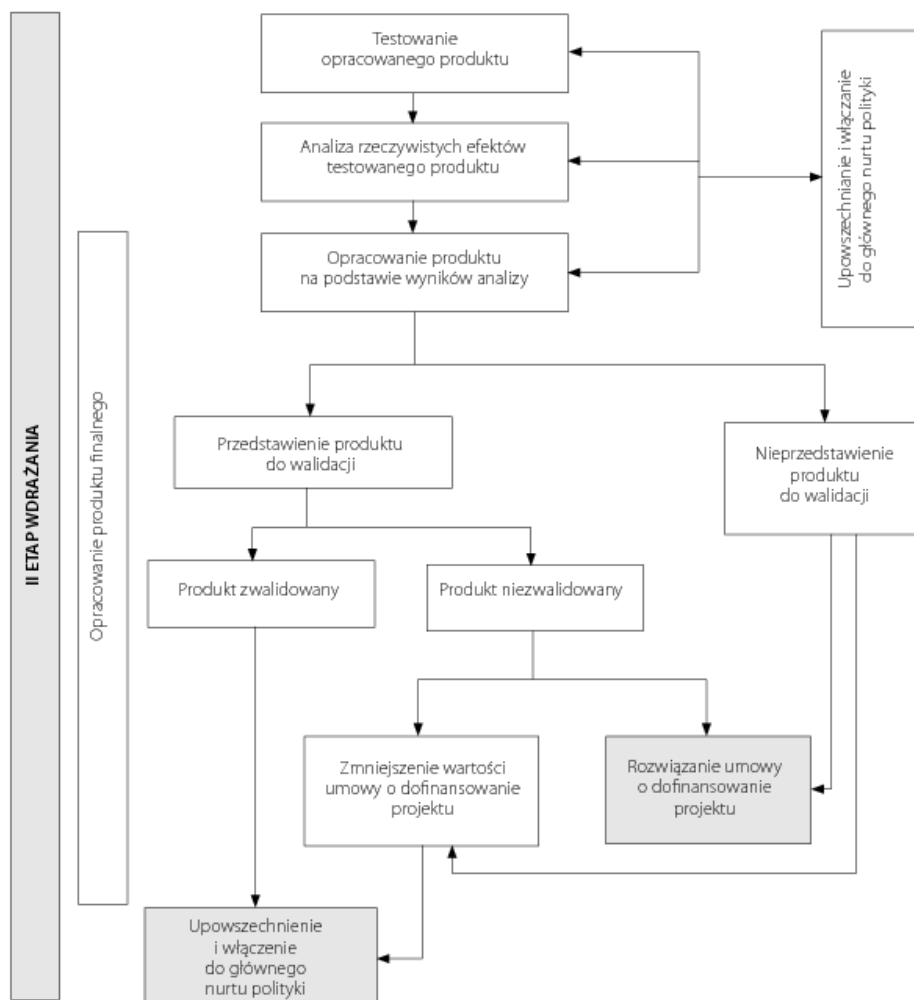 Testowanie
opracowanego produktu
Upowszechnianie i włączanie
do głównego nurtu polityki
Analiza rzeczywistych efektów
testowanego produktu
Opracowanie produktu
na podstawie wyników analizy
II ETAP WDRAŻANIA
Opracowanie produktu finalnego
Przedstawienie produktu
do walidacji
Nieprzedstawienie
produktu
do walidacji
Produkt zwalidowany
Produkt niezwalidowany
Zmniejszenie wartości
umowy o dofinansowanie
projektu
Rozwiązanie umowy
o dofinansowanie
projektu
Upowszechnienie
i włączenie
do głównego
nurtu polityki